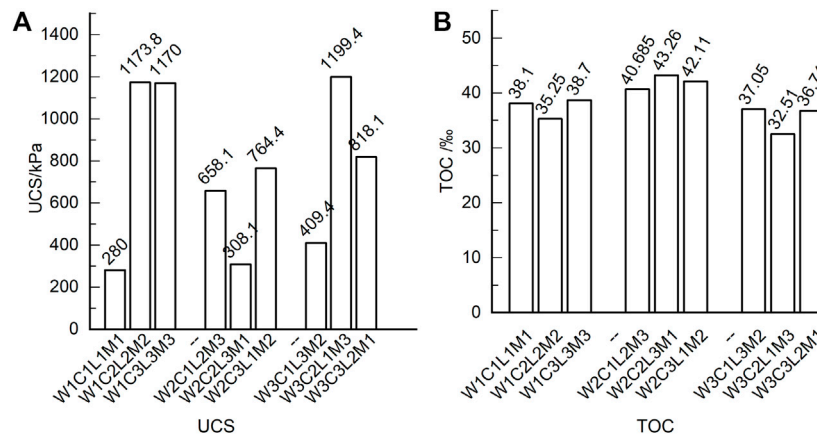 A
UCS/kPa
1400
1200
1000
800
600
400
200
0
280
1173.8
1170
658.1
308.1
764.4
409.4
1199.4
818.1
W1C1L1M1
W1C2L2M2
W1C3L3M3
--
W2C1L2M3
W2C2L3M1
W2C3L1M2
--
W3C1L3M2
W3C2L1M3
W3C3L2M1
UCS
B
TOC /‰
50
40
30
20
10
0
38.1
35.25
38.7
40.685
43.26
42.11
37.05
32.51
W1C1L1M1
W1C2L2M2
W1C3L3M3
--
W2C1L2M3
W2C2L3M1
W2C3L1M2
--
W3C1L3M2
W3C2L1M3
W3C3L2M1
TOC